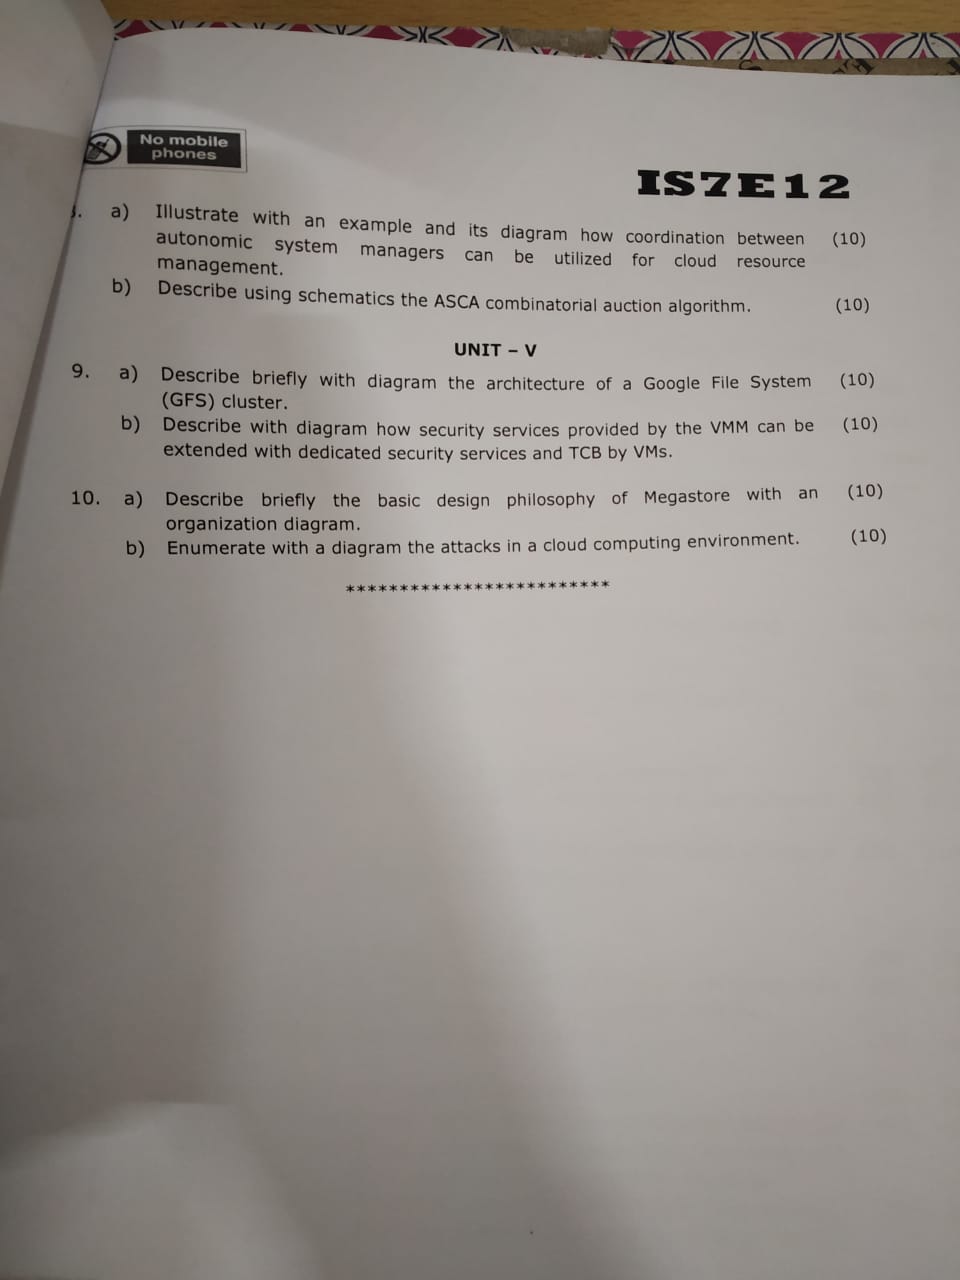 No mobile
phones
IS7E12
a) Illustrate with an example and its diagram how coordination between (10)
autonomic system managers can be utilized for cloud resource
management.
b) Describe using schematics the ASCA combinatorial auction algorithm. (10)
UNIT – V
9. a) Describe briefly with diagram the architecture of a Google File System (10)
(GFS) cluster.
b) Describe with diagram how security services provided by the VMM can be (10)
extended with dedicated security services and TCB by VMs.
10. a) Describe briefly the basic design philosophy of Megastore with an (10)
organization diagram.
b) Enumerate with a diagram the attacks in a cloud computing environment. (10)
*************************